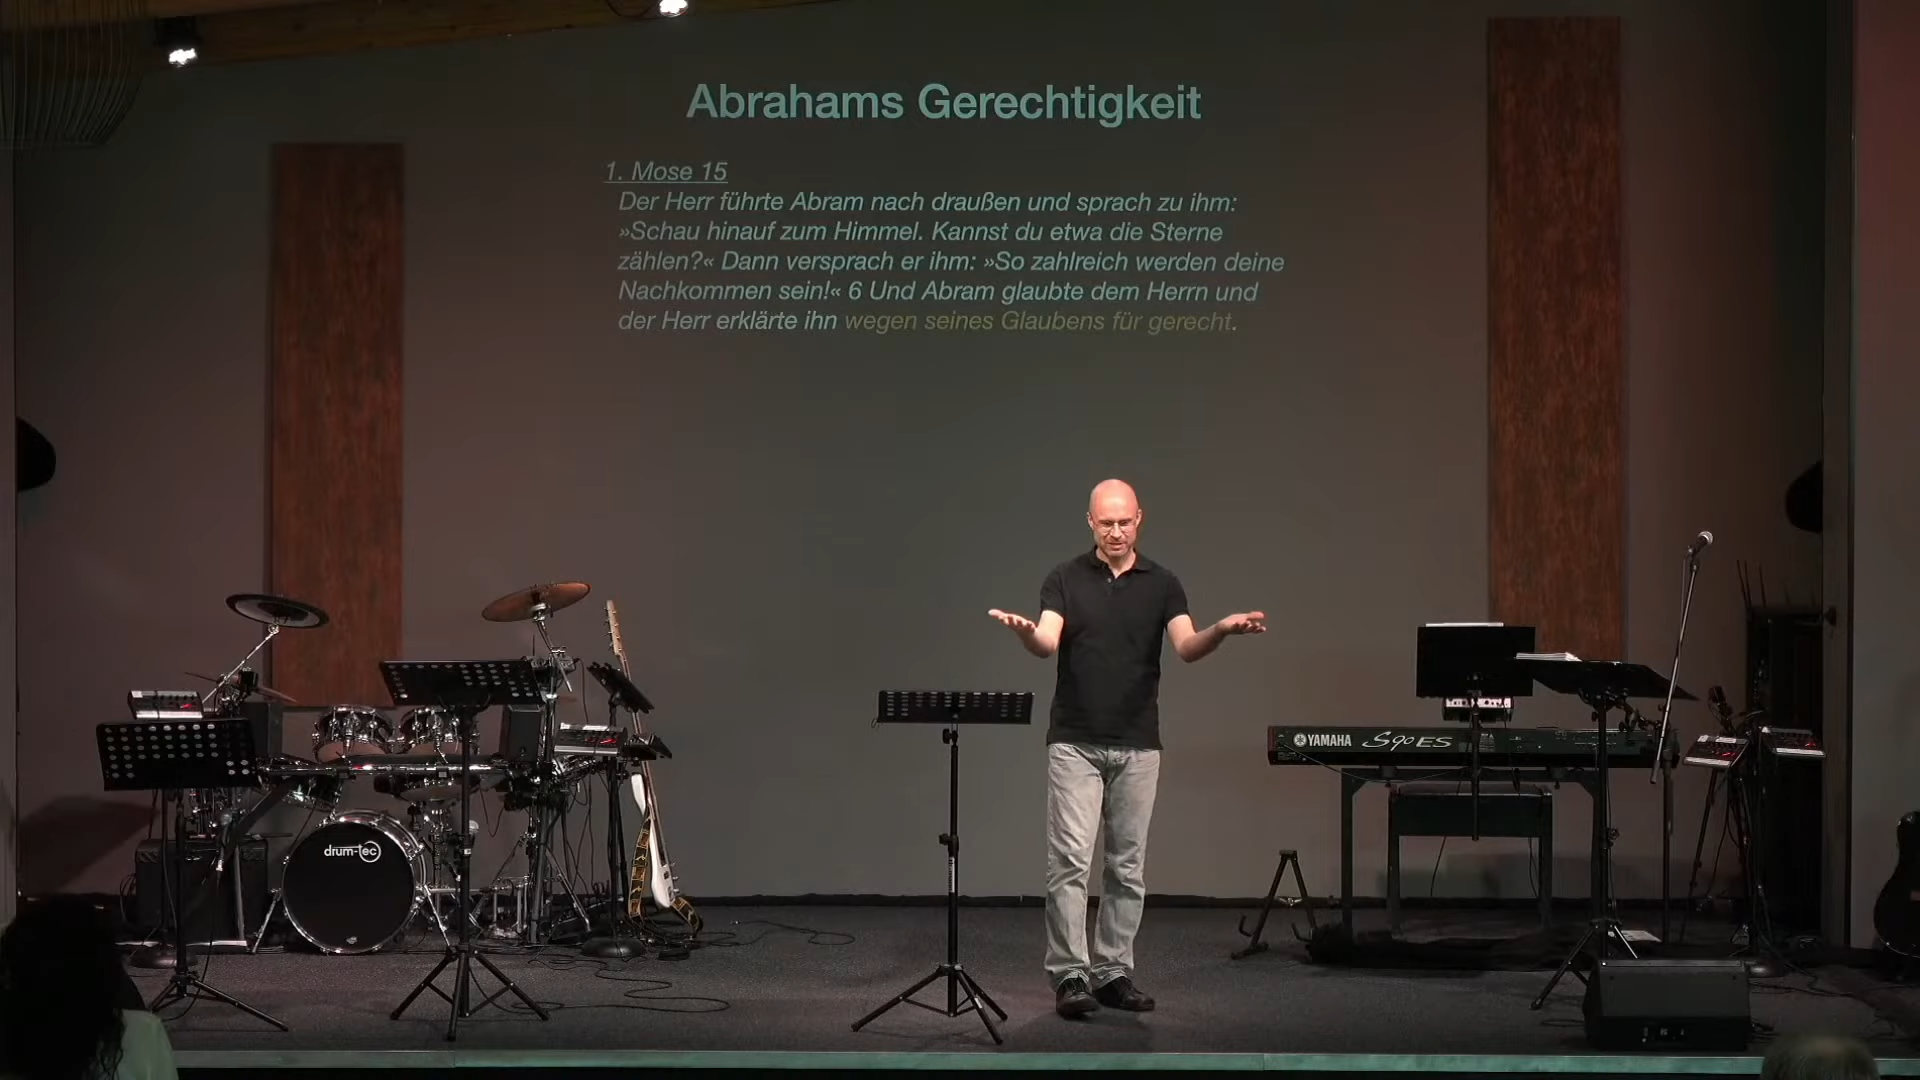 Abrahams Gerechtigkeit
1. Mose 15
Der Herr führte Abram nach draußen und sprach zu ihm:
»Schau hinauf zum Himmel. Kannst du etwa die Sterne
zählen?« Dann versprach er ihm: »So zahlreich werden deine
Nachkommen sein!« 6 Und Abram glaubte dem Herrn und
der Herr erklärte ihn wegen seines Glaubens für gerecht.
YAMAHA S90 ES
drum-tec